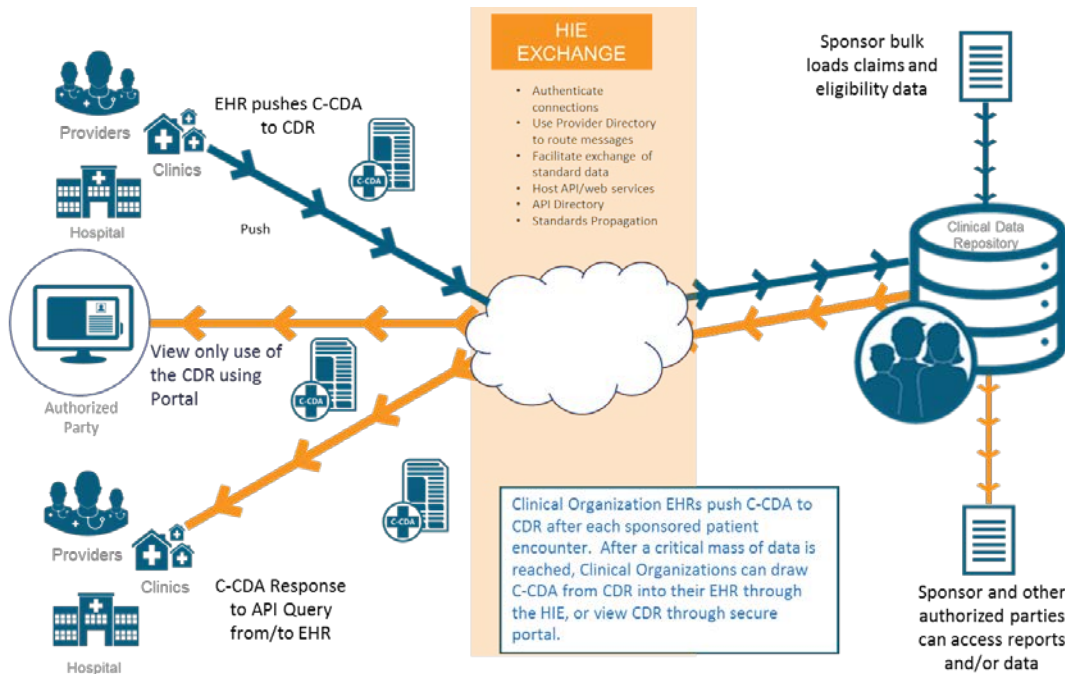 HIE
EXCHANGE
• Authenticate
connections
• Use Provider Directory
to route messages
• Facilitate exchange of
standard data
• Host API/web services
• API Directory
• Standards Propagation
Providers
Clinics
Hospital
EHR pushes C-CDA
to CDR
C-CDA
Push
Sponsor bulk
loads claims and
eligibility data
Clinical Data
Repository
Authorized
Party
View only use of
the CDR using
Portal
C-CDA
Providers
Clinics
Hospital
C-CDA
C-CDA Response
to API Query
from/to EHR
Clinical Organization EHRs push C-CDA to
CDR after each sponsored patient
encounter. After a critical mass of data is
reached, Clinical Organizations can draw
C-CDA from CDR into their EHR through
the HIE, or view CDR through secure
portal.
Sponsor and other
authorized parties
can access reports
and/or data